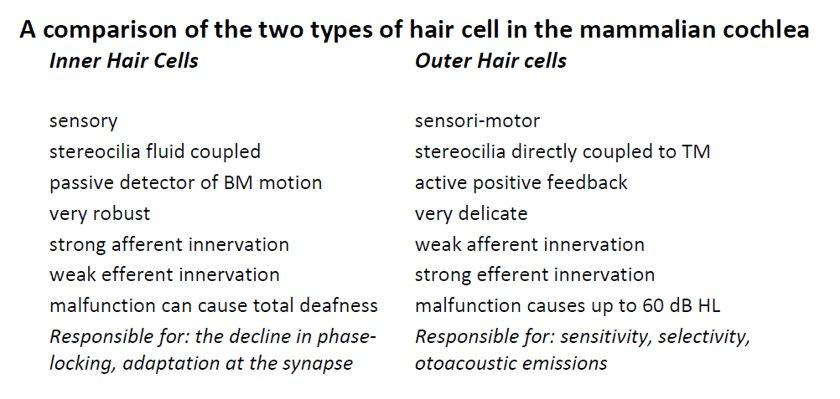 A comparison of the two types of hair cell in the mammalian cochlea
Inner Hair Cells
sensory
stereocilia fluid coupled
passive detector of BM motion
very robust
strong afferent innervation
weak efferent innervation
malfunction can cause total deafness
Responsible for: the decline in phase-
locking, adaptation at the synapse
Outer Hair cells
sensori-motor
stereocilia directly coupled to TM
active positive feedback
very delicate
weak afferent innervation
strong efferent innervation
malfunction causes up to 60 dB HL
Responsible for: sensitivity, selectivity,
otoacoustic emissions